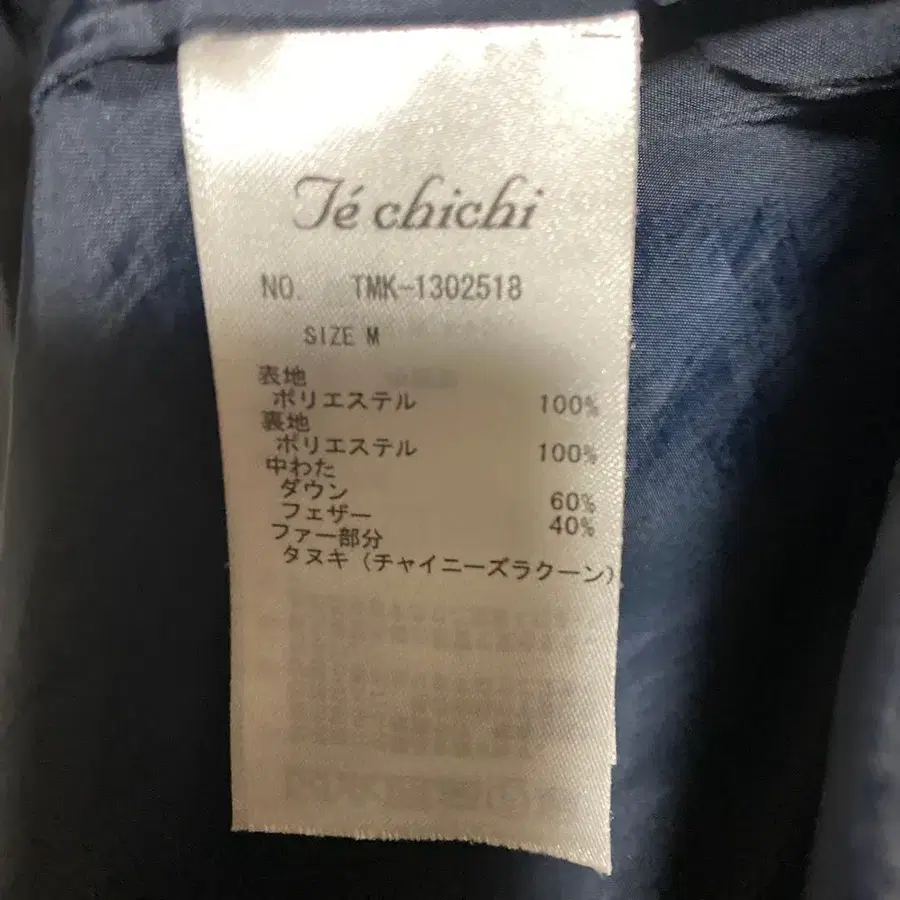 Té chichi
NO. TMK-1302518
SIZE M
表地
ポリエステル 100%
裏地
ポリエステル 100%
中わた
ダウン 60%
フェザー 40%
ファー部分
タヌキ（チャイニーズラクーン）